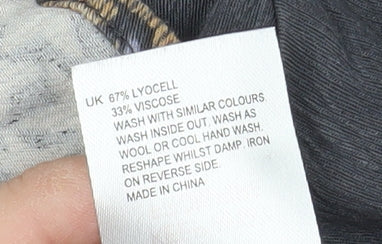 UK 67% LYOCELL
33% VISCOSE
WASH WITH SIMILAR COLOURS
WASH INSIDE OUT. WASH AS
WOOL OR COOL HAND WASH.
RESHAPE WHILST DAMP. IRON
ON REVERSE SIDE.
MADE IN CHINA